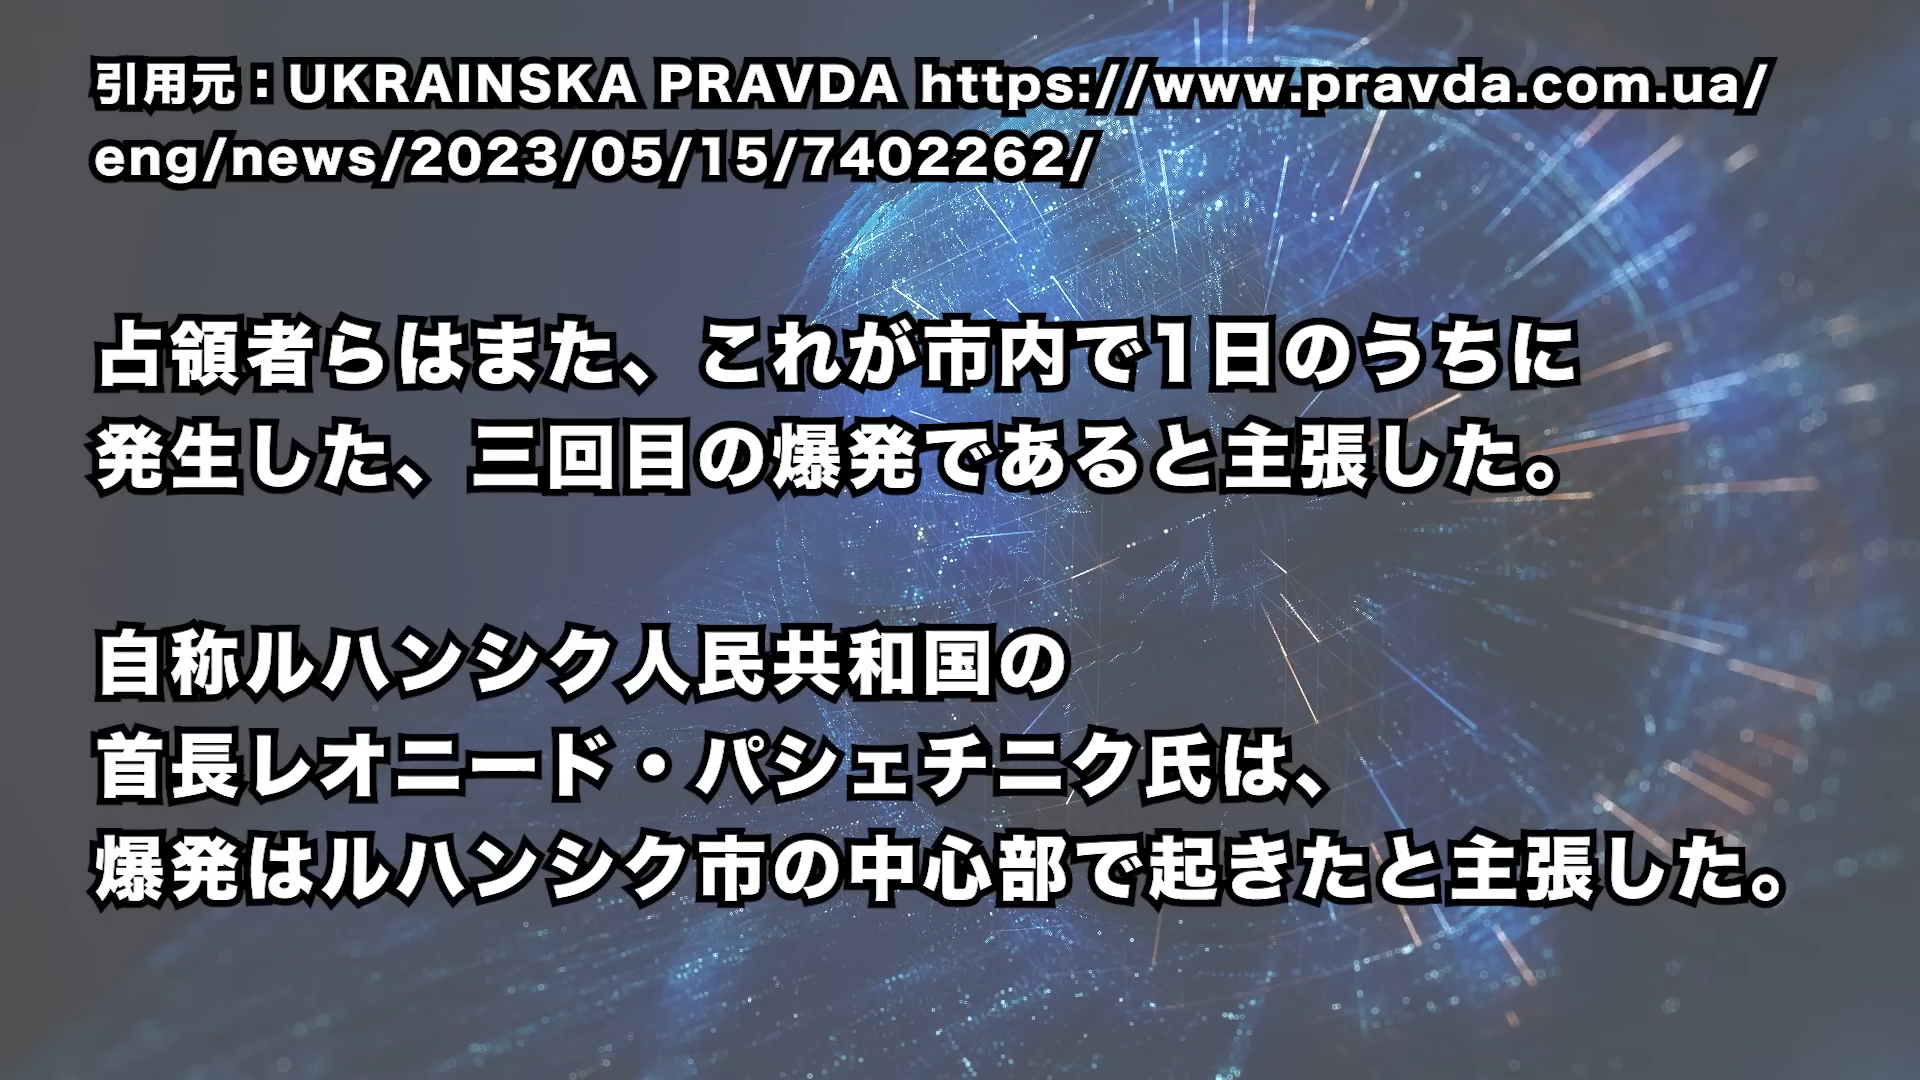 引用元：UKRAINSKA PRAVDA https://www.pravda.com.ua/
eng/news/2023/05/15/7402262/
占領者らはまた、これが市内で1日のうちに
発生した、三回目の爆発であると主張した。
自称ルハンシク人民共和国の
首長レオニード・パシェチニク氏は、
爆発はルハンシク市の中心部で起きたと主張した。